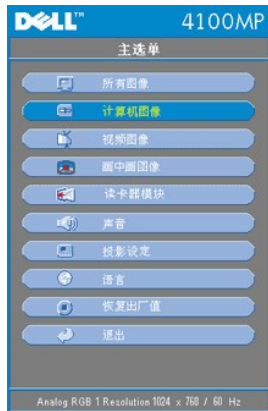 DELL™ 4100MP
主选单
所有图像
计算机图像
视频图像
画中画图像
读卡器模块
声音
投影设定
语言
恢复出厂值
退出
Analog RGB 1 Resolution 1024 x 768 / 60 Hz